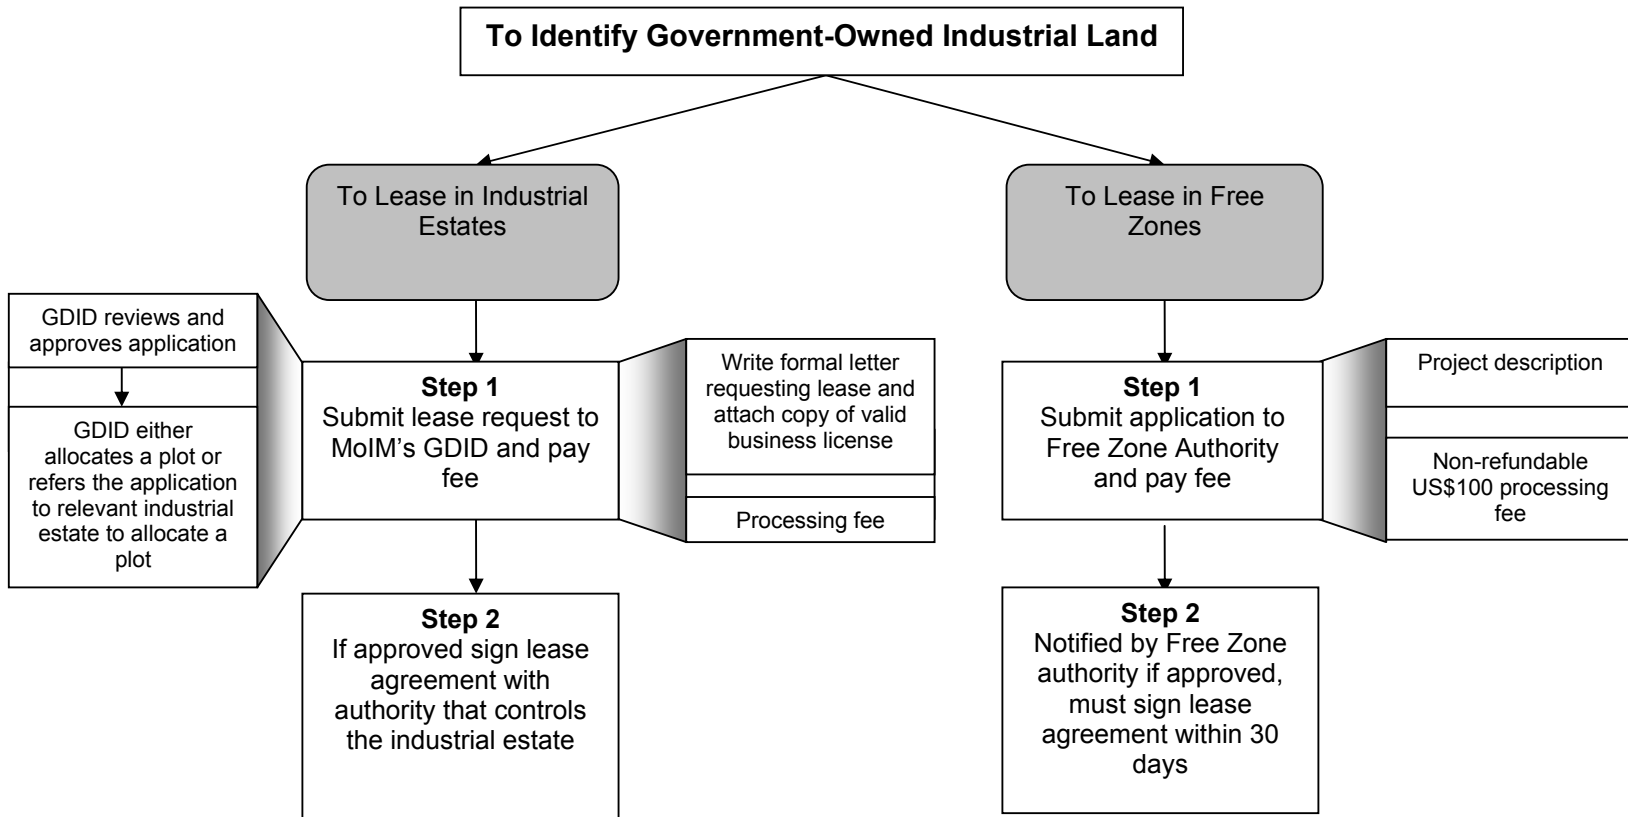 To Identify Government-Owned Industrial Land
To Lease in Industrial
Estates
To Lease in Free
Zones
GDID reviews and
approves application
GDID either
allocates a plot or
refers the application
to relevant industrial
estate to allocate a
plot
Step 1
Submit lease request to
MoIM’s GDID and pay
fee
Write formal letter
requesting lease and
attach copy of valid
business license
Processing fee
Step 2
If approved sign lease
agreement with
authority that controls
the industrial estate
Step 1
Submit application to
Free Zone Authority
and pay fee
Project description
Non-refundable
US$100 processing
fee
Step 2
Notified by Free Zone
authority if approved,
must sign lease
agreement within 30
days